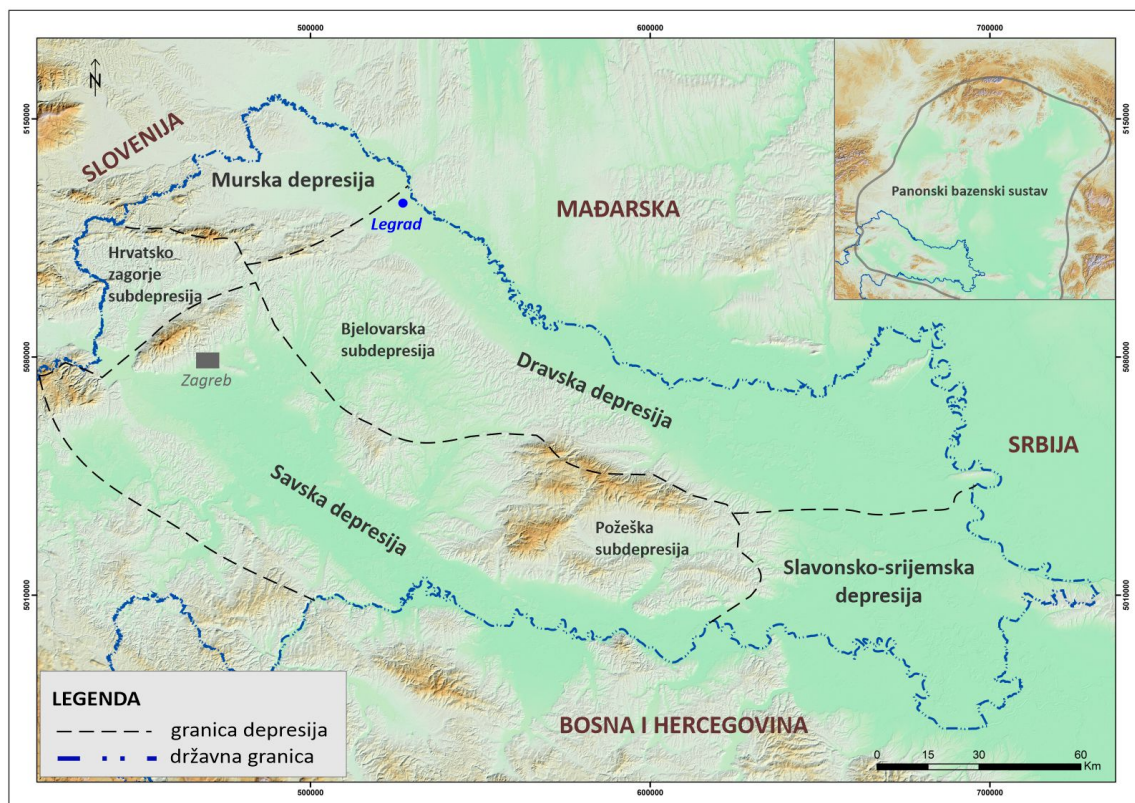 500000
600000
700000
5150000
5150000
N
SLOVENIJA
Murska depresija
MAĐARSKA
Panonski bazenski sustav
Legrad
Hrvatsko
zagorje
subdepresija
Bjelovarska
subdepresija
5080000
5080000
Zagreb
Dravska depresija
SRBIJA
Savska depresija
Požeška
subdepresija
Slavonsko-srijemska
depresija
5010000
5010000
LEGENDA
granica depresija
državna granica
BOSNA I HERCEGOVINA
0 15 30 60
Km
500000
600000
700000